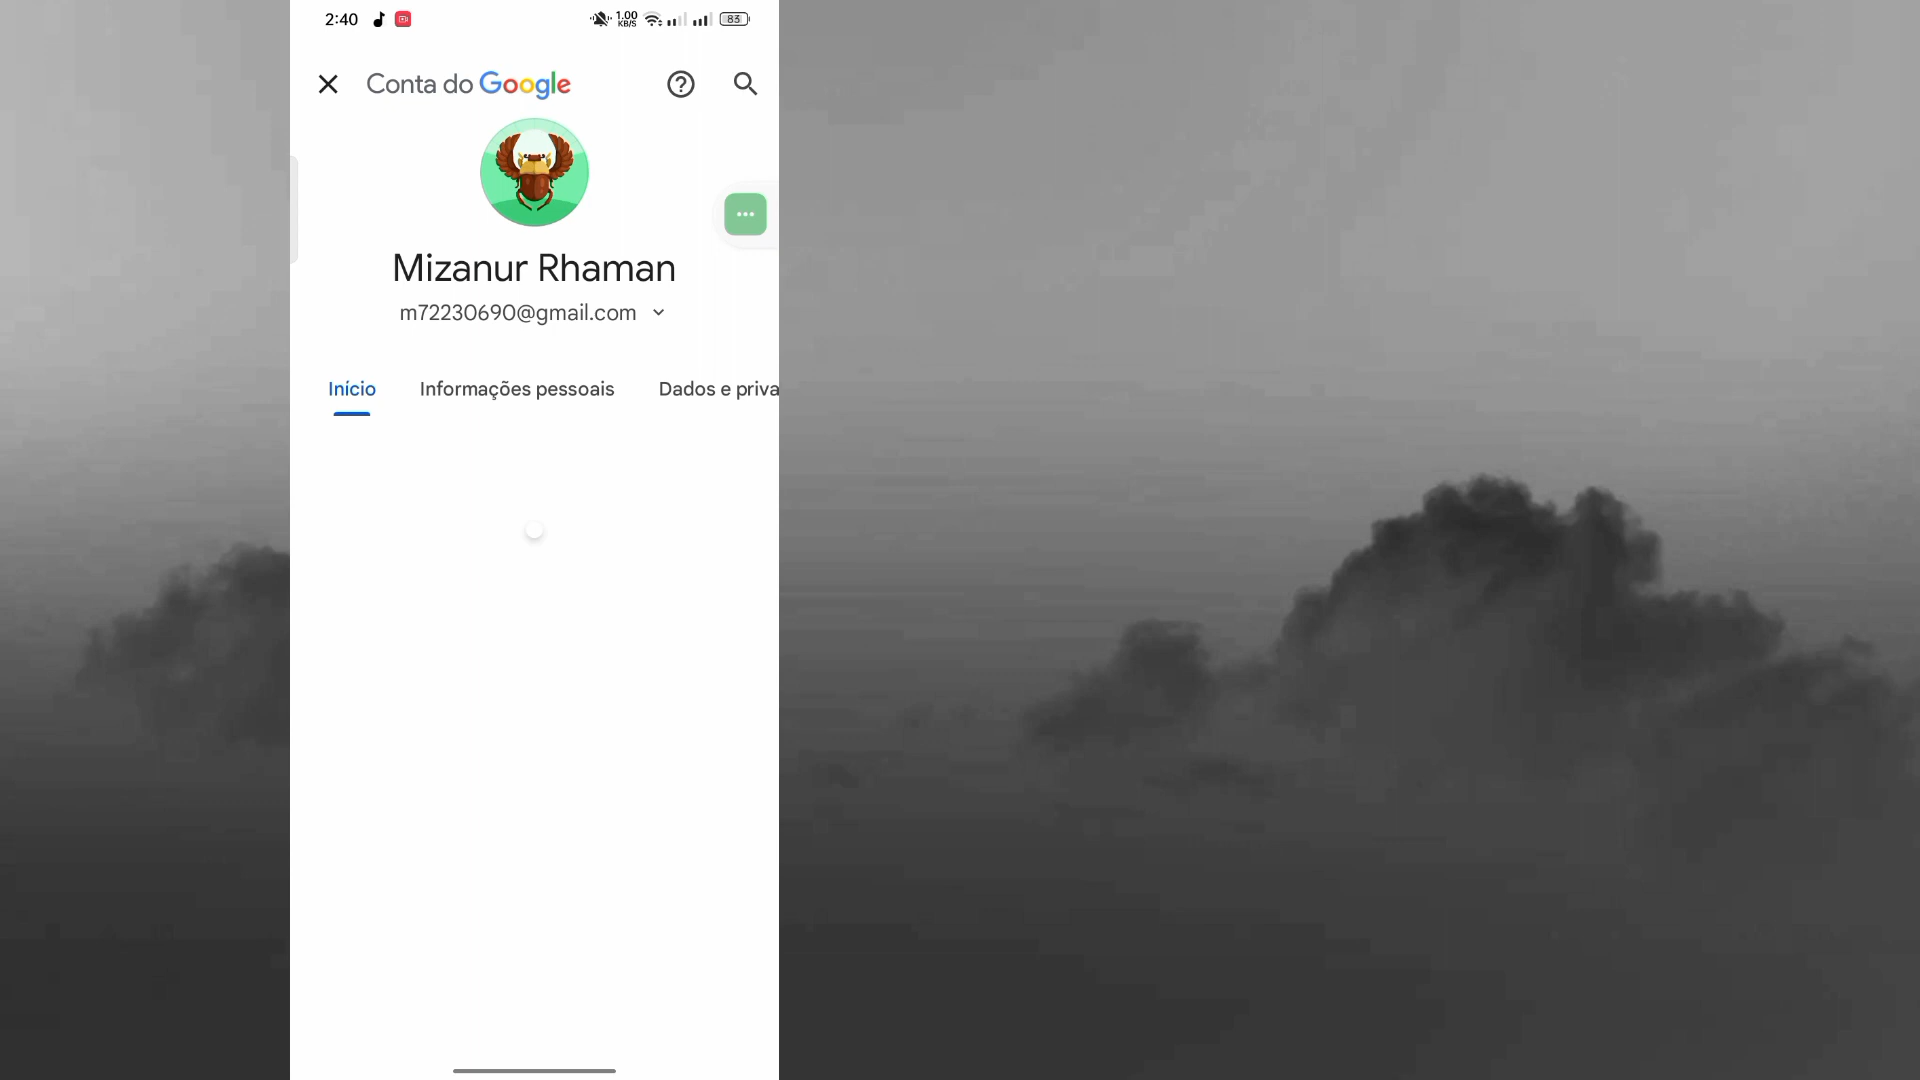 2:40
1.00
KB/S
83
Conta do Google
Mizanur Rhaman
m72230690@gmail.com
Início Informações pessoais Dados e priva